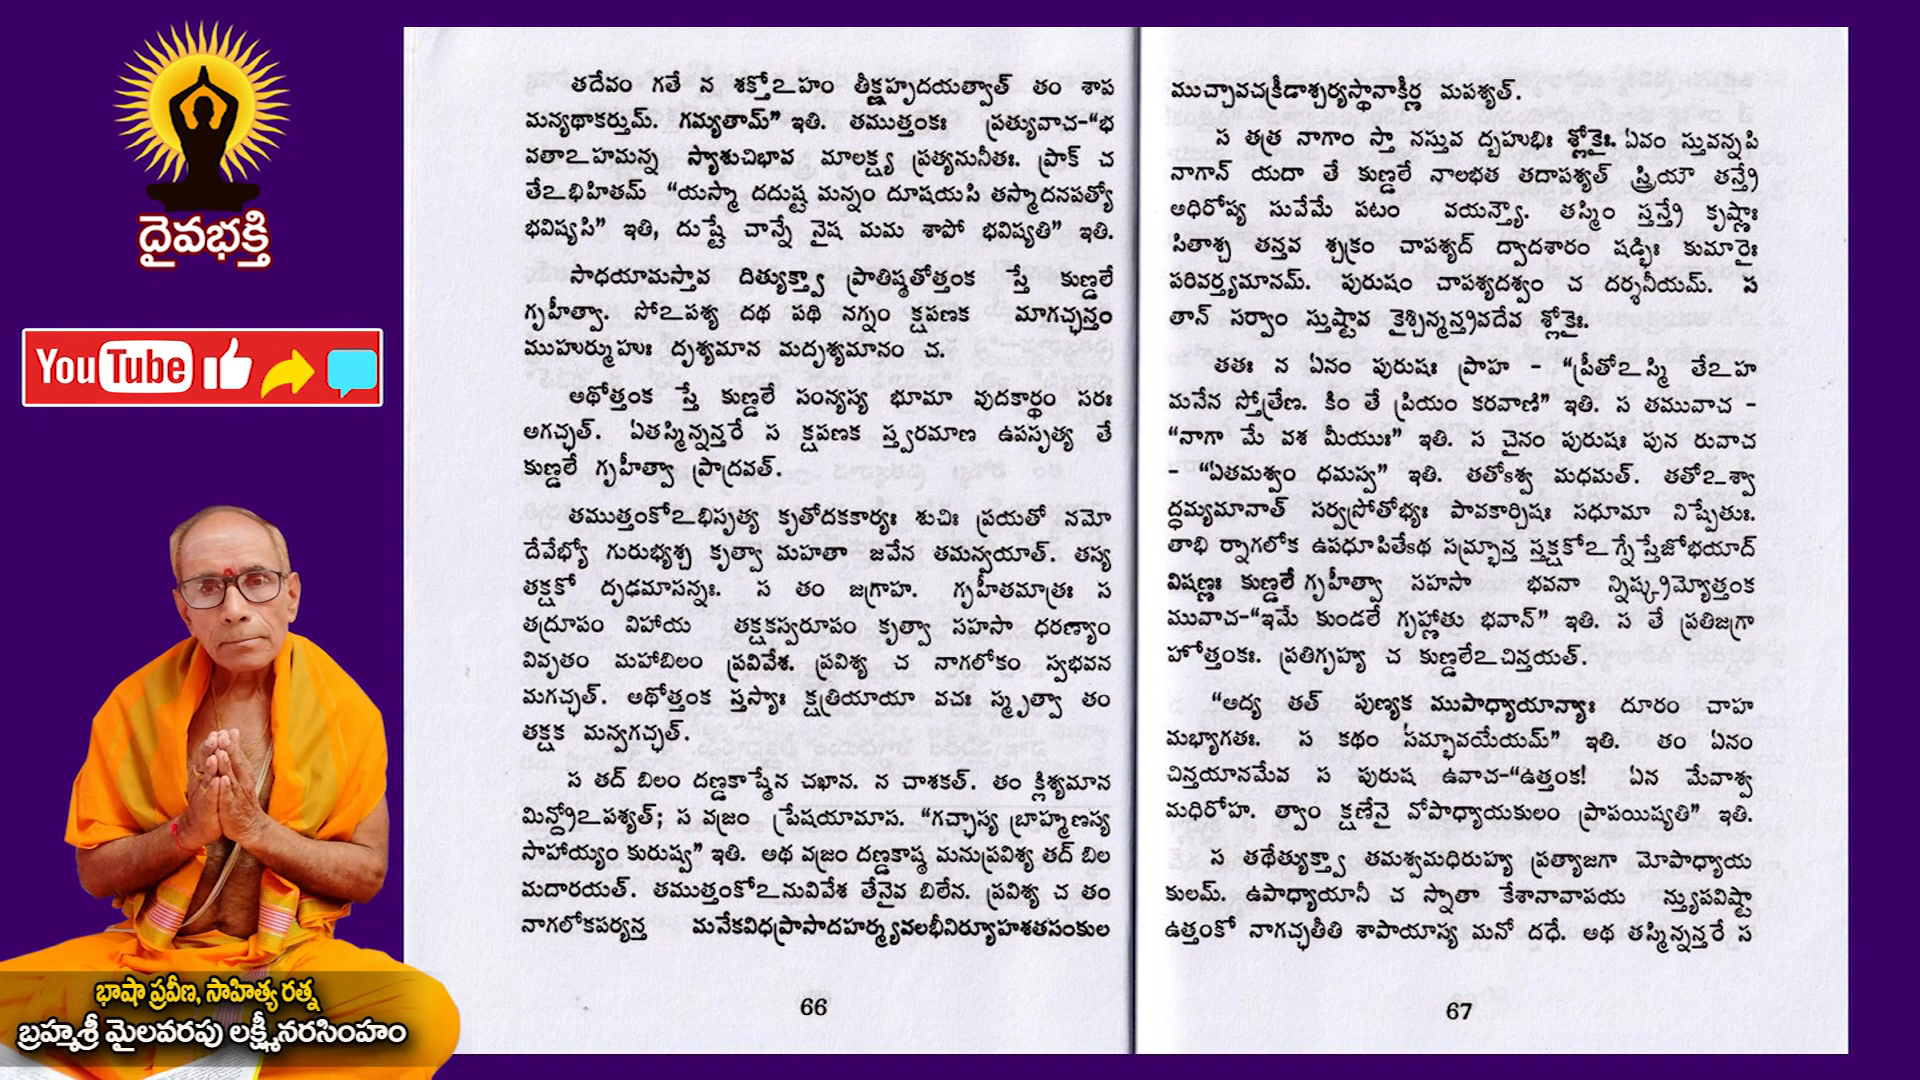 దైవభక్తి
YouTube
భాషా ప్రవీణ, సాహిత్య రత్న
బ్రహ్మశ్రీ మైలవరపు లక్ష్మీనరసింహం
తదేవం గతే న శక్తోఽహం తీక్ష్ణహృదయత్వాత్ తం శాప
మన్యథాకర్తుమ్. గమ్యతామ్” ఇతి. తముత్తంకః ప్రత్యువాచ-“భ
వతాఽహమన్న స్యాశుచిభావ మాలక్ష్య ప్రత్యనునీతః. ప్రాక్ చ
తేఽభిహితమ్ “యస్మా దదుష్ట మన్నం దూషయసి తస్మాదనపత్యో
భవిష్యసి” ఇతి, దుష్టే చాన్నే నైష మమ శాపో భవిష్యతి” ఇతి.
సాధయామస్తావ దిత్యుక్త్వా ప్రాతిష్ఠతోత్తంక స్తే కుణ్డలే
గృహీత్వా. సోఽపశ్య దథ పథి నగ్నం క్షపణక మాగచ్ఛన్తం
ముహుర్ముహుః దృశ్యమాన మదృశ్యమానం చ.
అథోత్తంక స్తే కుణ్డలే సంన్యస్య భూమా వుదకార్థం సరః
అగచ్ఛత్. ఏతస్మిన్నన్తరే స క్షపణక స్త్వరమాణ ఉపసృత్య తే
కుణ్డలే గృహీత్వా ప్రాద్రవత్.
తముత్తంకోఽభిసృత్య కృతోదకకార్యః శుచిః ప్రయతో నమో
దేవేభ్యో గురుభ్యశ్చ కృత్వా మహతా జవేన తమన్వయాత్. తస్య
తక్షకో దృఢమాసన్నః. స తం జగ్రాహ. గృహీతమాత్రః స
తద్రూపం విహాయ తక్షకస్వరూపం కృత్వా సహసా ధరణ్యాం
వివృతం మహాబిలం ప్రవివేశ. ప్రవిశ్య చ నాగలోకం స్వభవన
మగచ్ఛత్. అథోత్తంక స్తస్యాః క్షత్రియాయా వచః స్మృత్వా తం
తక్షక మన్వగచ్ఛత్.
స తద్ బిలం దణ్డకాష్ఠేన చఖాన. న చాశకత్. తం క్లిశ్యమాన
మిన్ద్రోఽపశ్యత్; స వజ్రం ప్రేషయామాస. “గచ్ఛాస్య బ్రాహ్మణస్య
సాహాయ్యం కురుష్వ” ఇతి. అథ వజ్రం దణ్డకాష్ఠ మనుప్రవిశ్య తద్ బిల
మదారయత్. తముత్తంకోఽనువివేశ తేనైవ బిలేన. ప్రవిశ్య చ తం
నాగలోకపర్యన్త మనేకవిధప్రాసాదహర్మ్యవలభీనిర్యూహశతసంకుల
66
ముచ్చావచక్రీడాశ్చర్యస్థానాకీర్ణ మపశ్యత్.
స తత్ర నాగాం స్తా నస్తువ ద్బహుభిః శ్లోకైః. ఏవం స్తువన్నపి
నాగాన్ యదా తే కుణ్డలే నాలభత తదాపశ్యత్ స్త్రియౌ తన్త్రే
అధిరోప్య సువేమే పటం వయన్త్యౌ. తస్మిం స్తన్త్రే కృష్ణాః
సితాశ్చ తన్తవ శ్చక్రం చాపశ్యద్ ద్వాదశారం షడ్భిః కుమారైః
పరివర్త్యమానమ్. పురుషం చాపశ్యదశ్వం చ దర్శనీయమ్. స
తాన్ సర్వాం స్తుష్టావ కైశ్చిన్మన్త్రవదేవ శ్లోకైః.
తతః న ఏనం పురుషః ప్రాహ - “ప్రీతోఽస్మి తేఽహ
మనేన స్తోత్రేణ. కిం తే ప్రియం కరవాణి” ఇతి. స తమువాచ -
“నాగా మే వశ మీయుః” ఇతి. స చైనం పురుషః పున రువాచ
- “ఏతమశ్వం ధమస్వ” ఇతి. తతోఽశ్వ మధమత్. తతోఽశ్వా
ద్ధమ్యమానాత్ సర్వస్రోతోభ్యః పావకార్చిషః సధూమా నిష్పేతుః.
తాభి ర్నాగలోక ఉపధూపితేఽథ సమ్భ్రాన్త స్తక్షకోఽగ్నేస్తేజోభయాద్
విషణ్ణః కుణ్డలే గృహీత్వా సహసా భవనా న్నిష్క్రమ్యోత్తంక
మువాచ-“ఇమే కుండలే గృహ్ణాతు భవాన్” ఇతి. స తే ప్రతిజగ్రా
హోత్తంకః. ప్రతిగృహ్య చ కుణ్డలేఽచిన్తయత్.
“అద్య తత్ పుణ్యక ముపాధ్యాయాన్యాః దూరం చాహ
మభ్యాగతః. స కథం సమ్భావయేయమ్” ఇతి. తం ఏనం
చిన్తయానమేవ స పురుష ఉవాచ-“ఉత్తంక! ఏన మేవాశ్వ
మధిరోహ. త్వాం క్షణేనై వోపాధ్యాయకులం ప్రాపయిష్యతి” ఇతి.
స తథేత్యుక్త్వా తమశ్వమధిరుహ్య ప్రత్యాజగా మోపాధ్యాయ
కులమ్. ఉపాధ్యాయానీ చ స్నాతా కేశానావాపయ న్త్యుపవిష్టా
ఉత్తంకో నాగచ్ఛతీతి శాపాయాస్య మనో దధే. అథ తస్మిన్నన్తరే స
67